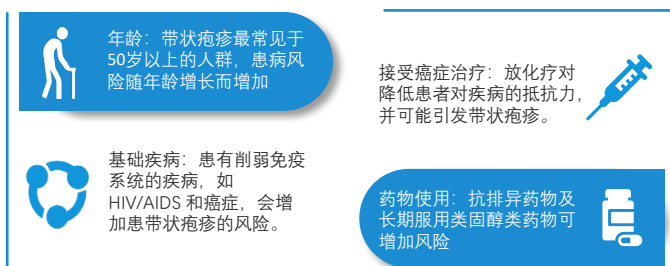 年龄：带状疱疹最常见于
50岁以上的人群，患病风
险随年龄增长而增加
接受癌症治疗：放化疗对
降低患者对疾病的抵抗力，
并可能引发带状疱疹。
基础疾病：患有削弱免疫
系统的疾病，如
HIV/AIDS 和癌症，会增
加患带状疱疹的风险。
药物使用：抗排异药物及
长期服用类固醇类药物可
增加风险